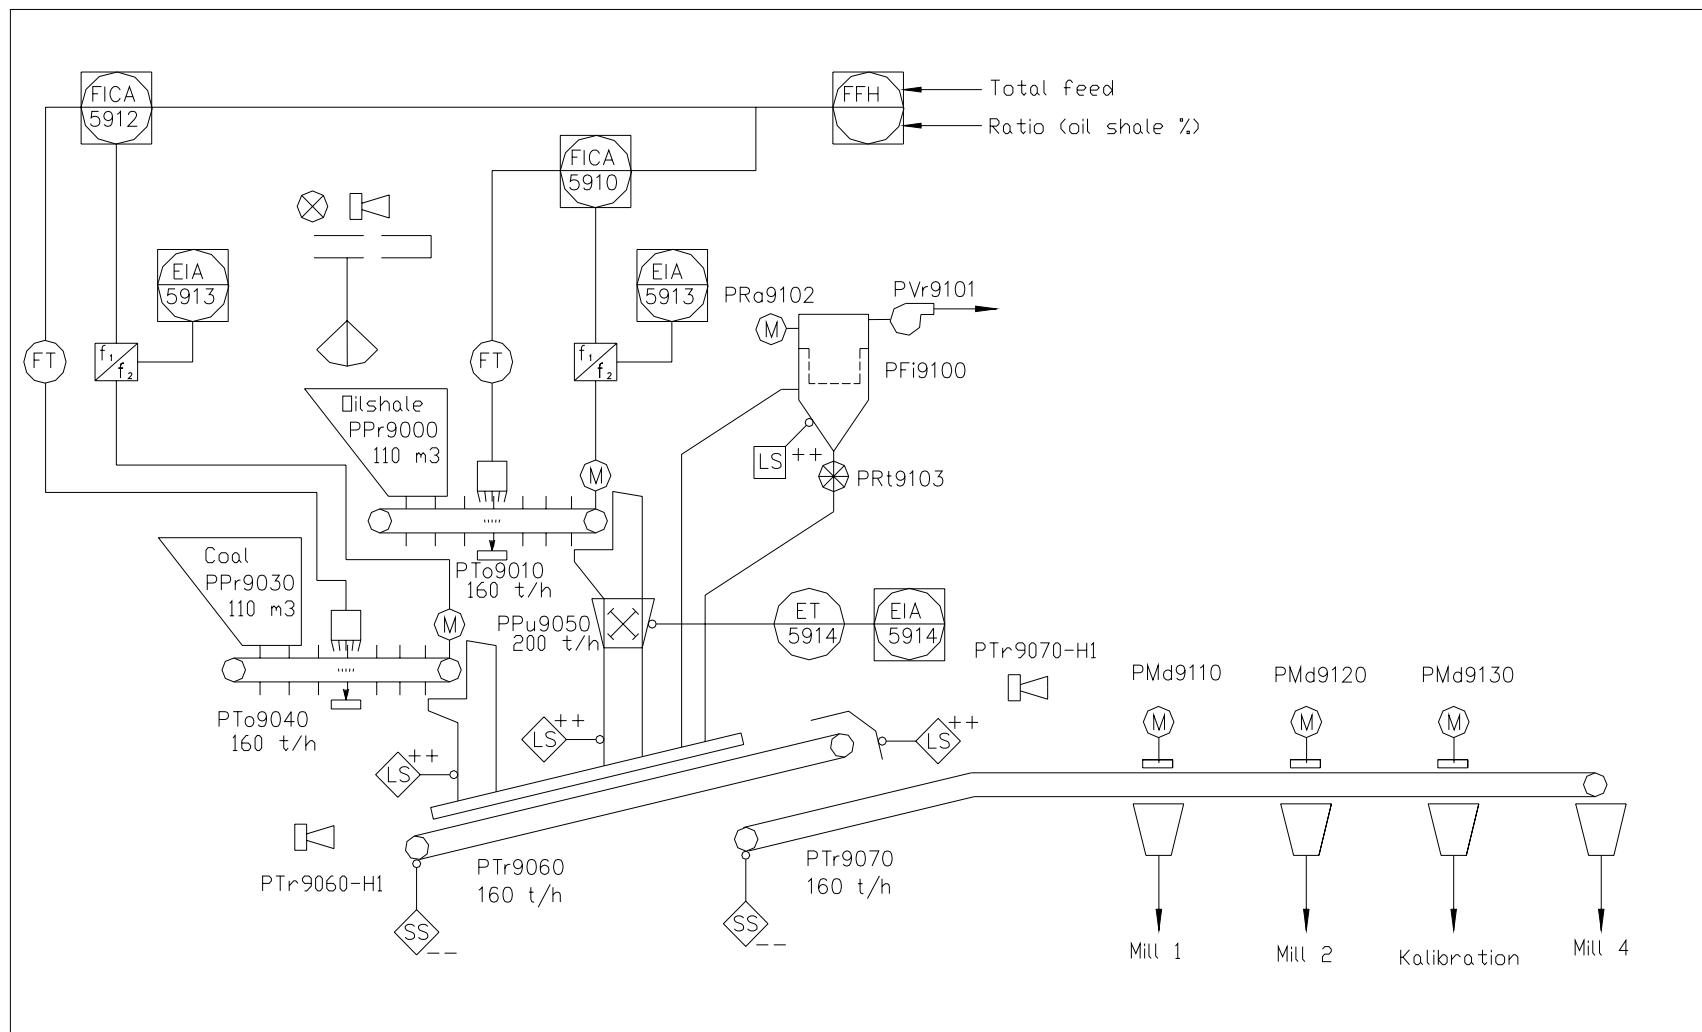 FICA
5912
FFH
Total feed
Ratio (oil shale %)
FICA
5910
EIA
5913
EIA
5913
PRa9102
PVr9101
M
FT
f1
f2
FT
f1
f2
PFi9100
Oilshale
PPr9000
110 m3
LS
++
M
PRt9103
Coal
PPr9030
110 m3
PTo9010
160 t/h
M
PPu9050
200 t/h
ET
5914
EIA
5914
PTr9070-H1
PMd9110
PMd9120
PMd9130
PTo9040
160 t/h
LS
++
LS
++
LS
++
M
M
M
PTr9060-H1
PTr9060
160 t/h
PTr9070
160 t/h
SS
--
SS
--
Mill 1
Mill 2
Kalibration
Mill 4